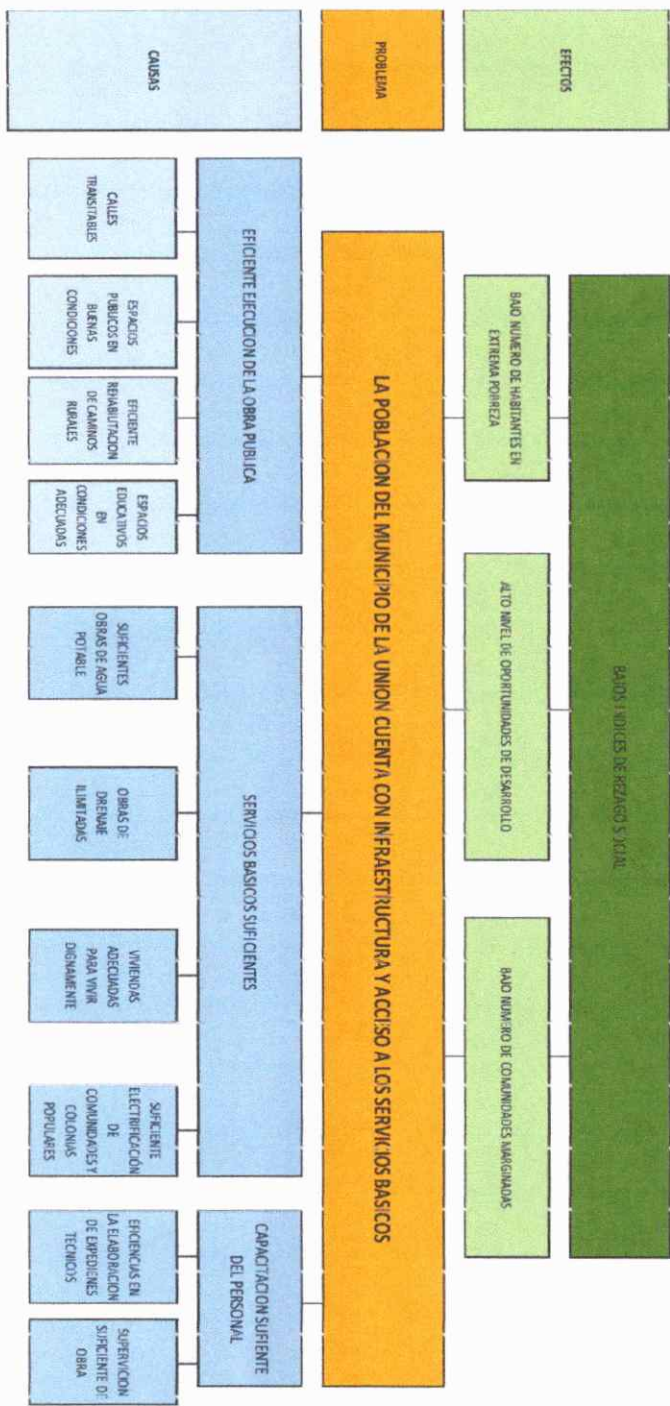 EFECTOS
BAJOS INDICES DE REZAGO SOCIAL
BAJO NUMERO DE HABITANTES EN
EXTREMA POBREZA
ALTO NIVEL DE OPORTUNIDADES DE DESARROLLO
BAJO NUMERO DE COMUNIDADES MARGINADAS
PROBLEMA
LA POBLACION DEL MUNICIPIO DE LA UNION CUENTA CON INFRAESTRUCTURA Y ACCESO A LOS SERVICIOS BASICOS
CAUSAS
EFICIENTE EJECUCION DE LA OBRA PUBLICA
SERVICIOS BASICOS SUFICIENTES
CAPACITACION SUFIENTE
DEL PERSONAL
CALLES
TRANSITABLES
ESPACIOS
PUBLICOS EN
BUENAS
CONDICIONES
EFICIENTE
REHABILITACION
DE CAMINOS
RURALES
ESPACIOS
EDUCATIVOS
EN
CONDICIONES
ADECUADAS
SUFICIENTES
OBRAS DE AGUA
POTABLE
OBRAS DE
DRENAJE
ILIMITADAS
VIVIENDAS
ADECUADAS
PARA VIVIR
DIGNAMENTE
SUFICIENTE
ELECTRIFICACIÓN
DE
COMUNIDADES Y
COLONIAS
POPULARES
EFICIENCIAS EN
LA ELABORACION
DE EXPEDIENES
TECNICOS
SUPERVICION
SUFICIENTE DE
OBRA